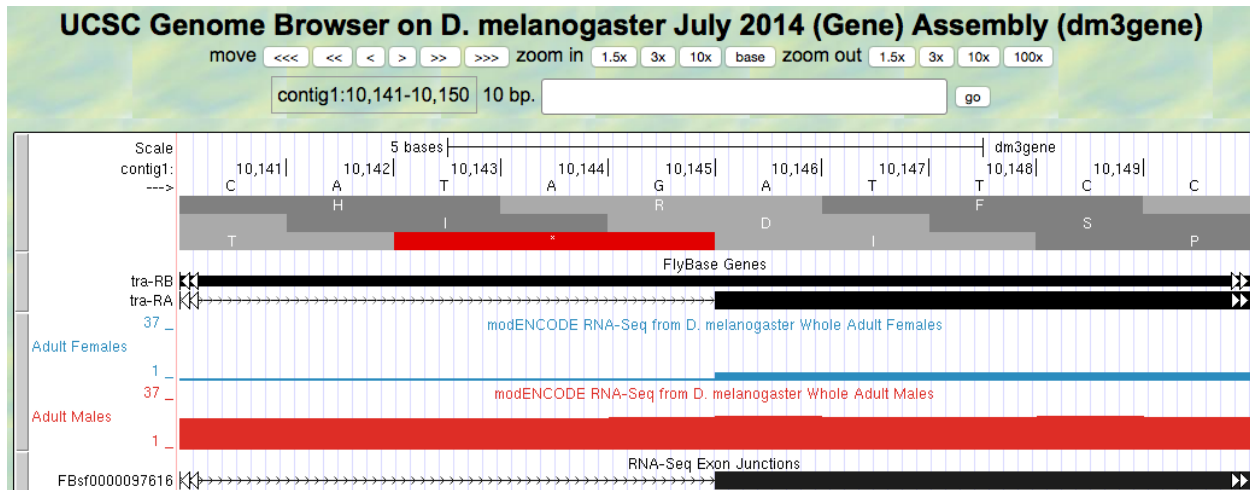 UCSC Genome Browser on D. melanogaster July 2014 (Gene) Assembly (dm3gene)
move <<< << < > >> >>> zoom in 1.5x 3x 10x base zoom out 1.5x 3x 10x 100x
contig1:10,141-10,150 10 bp. go
Scale 5 bases dm3gene
contig1: 10,141 10,142 10,143 10,144 10,145 10,146 10,147 10,148 10,149
---> C A T A G A T T C C
H R F
I D S
T * I P
FlyBase Genes
tra-RB
tra-RA
37 _ modENCODE RNA-Seq from D. melanogaster Whole Adult Females
Adult Females
1 _
37 _ modENCODE RNA-Seq from D. melanogaster Whole Adult Males
Adult Males
1 _
RNA-Seq Exon Junctions
FBsf0000097616